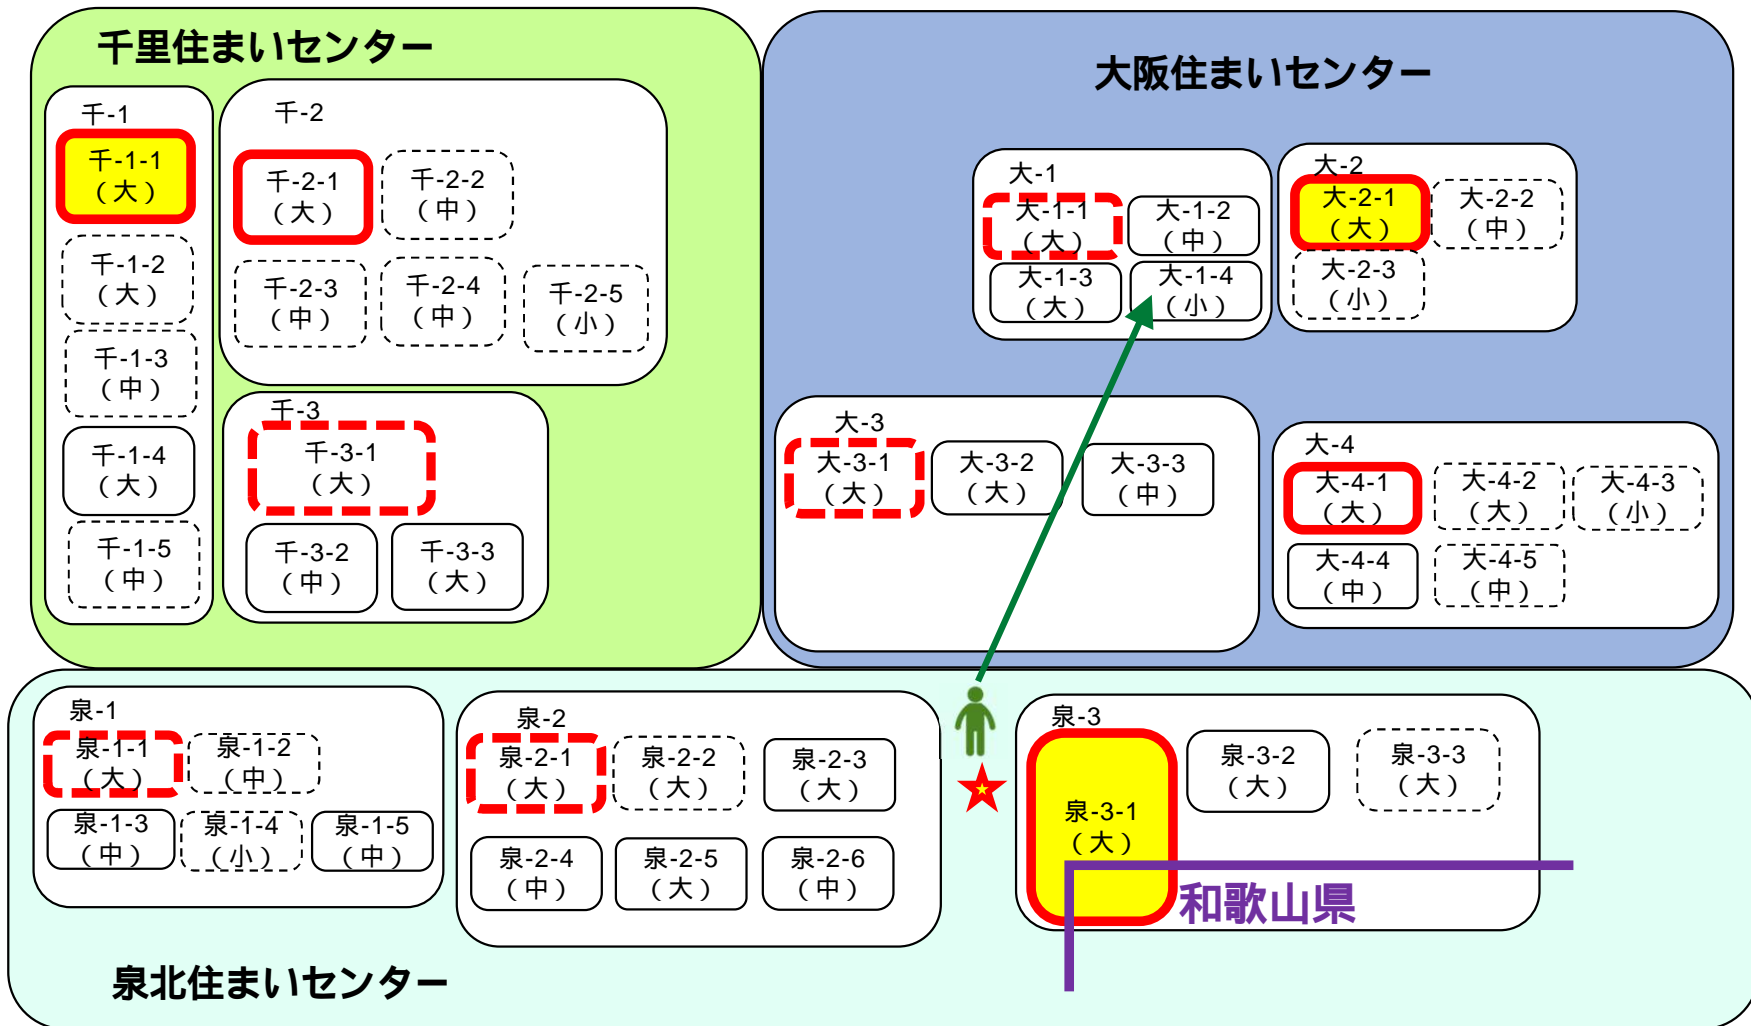 千里住まいセンター
千-1
千-1-1
（大）
千-1-2
（大）
千-1-3
（中）
千-1-4
（大）
千-1-5
（中）
千-2
千-2-1
（大）
千-2-2
（中）
千-2-3
（中）
千-2-4
（中）
千-2-5
（小）
千-3
千-3-1
（大）
千-3-2
（中）
千-3-3
（大）
大阪住まいセンター
大-1
大-1-1
（大）
大-1-2
（中）
大-1-3
（大）
大-1-4
（小）
大-2
大-2-1
（大）
大-2-2
（中）
大-2-3
（小）
大-3
大-3-1
（大）
大-3-2
（大）
大-3-3
（中）
大-4
大-4-1
（大）
大-4-2
（大）
大-4-3
（小）
大-4-4
（中）
大-4-5
（中）
泉-1
泉-1-1
（大）
泉-1-2
（中）
泉-1-3
（中）
泉-1-4
（小）
泉-1-5
（中）
泉-2
泉-2-1
（大）
泉-2-2
（大）
泉-2-3
（大）
泉-2-4
（中）
泉-2-5
（大）
泉-2-6
（中）
泉-3
泉-3-1
（大）
泉-3-2
（大）
泉-3-3
（大）
和歌山県
泉北住まいセンター